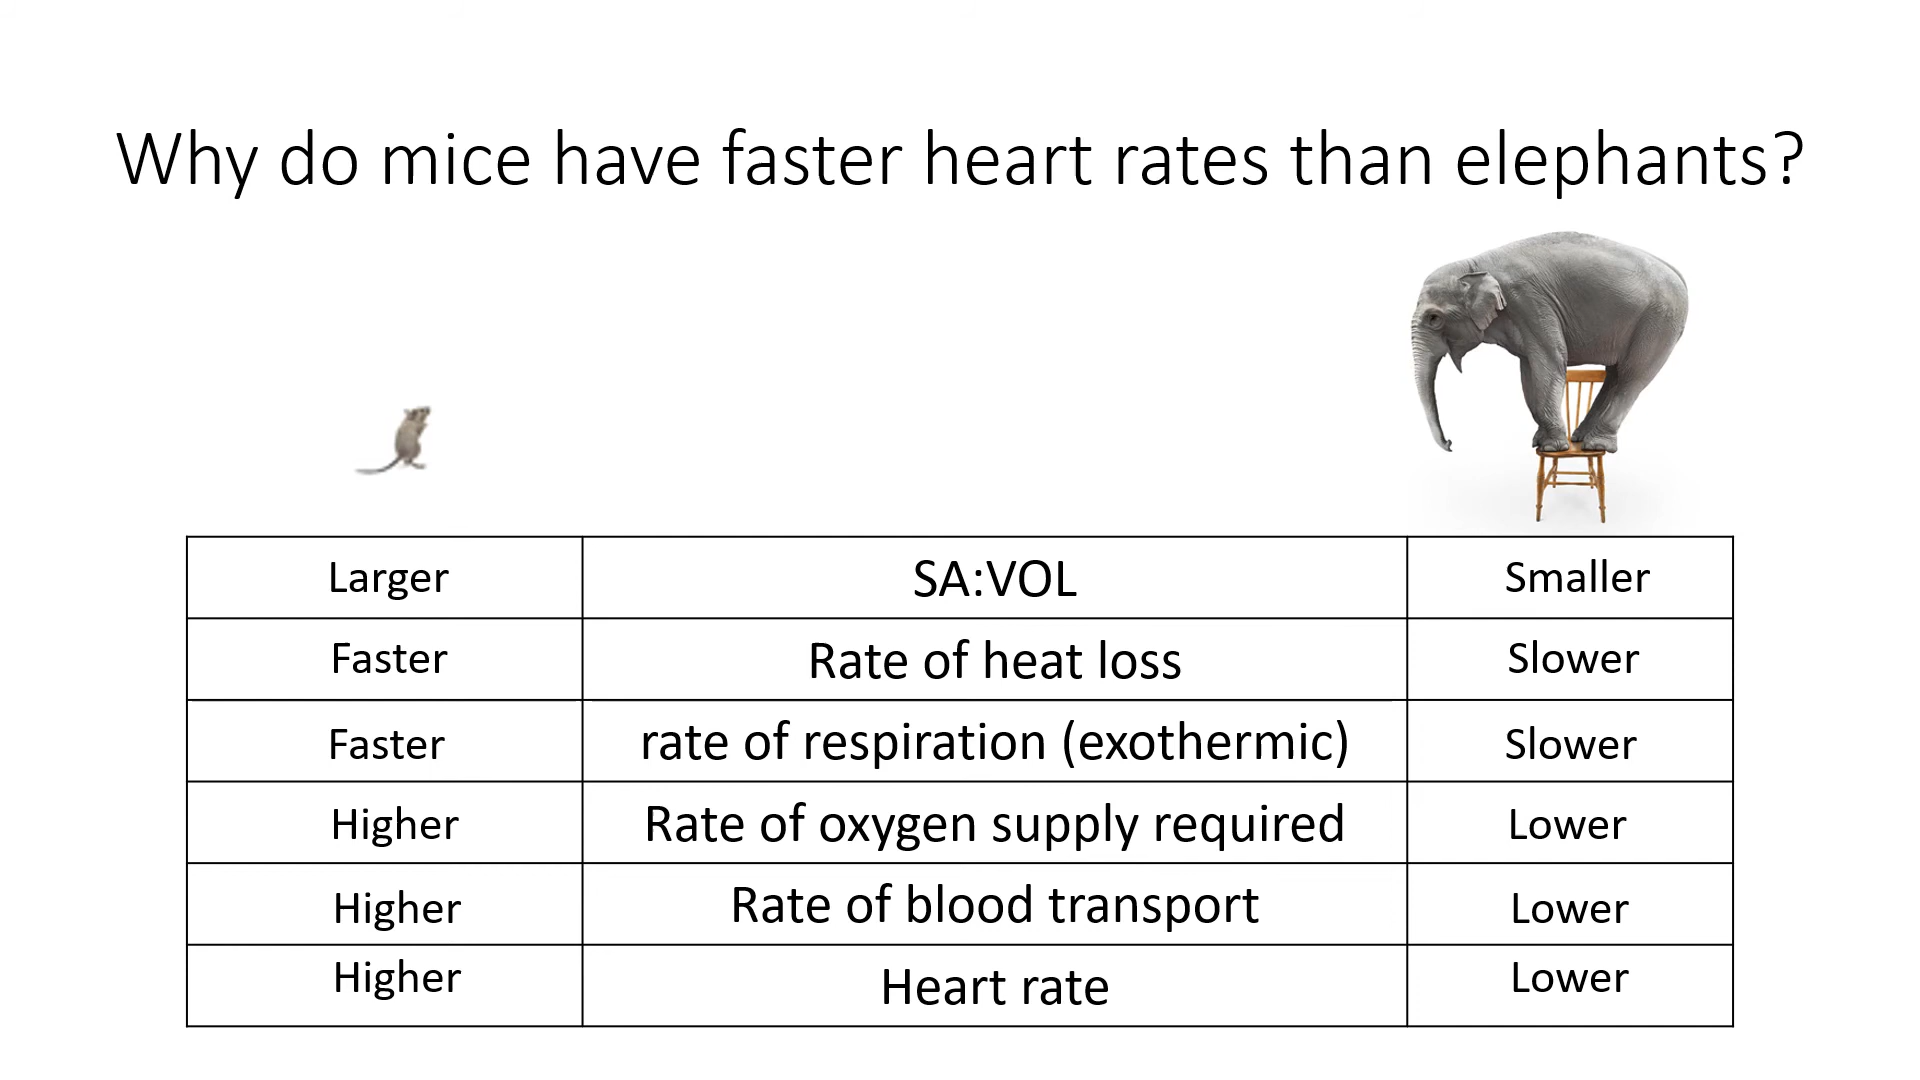 Why do mice have faster heart rates than elephants?
Larger SA:VOL Smaller
Faster Rate of heat loss Slower
Faster rate of respiration (exothermic) Slower
Higher Rate of oxygen supply required Lower
Higher Rate of blood transport Lower
Higher Heart rate Lower